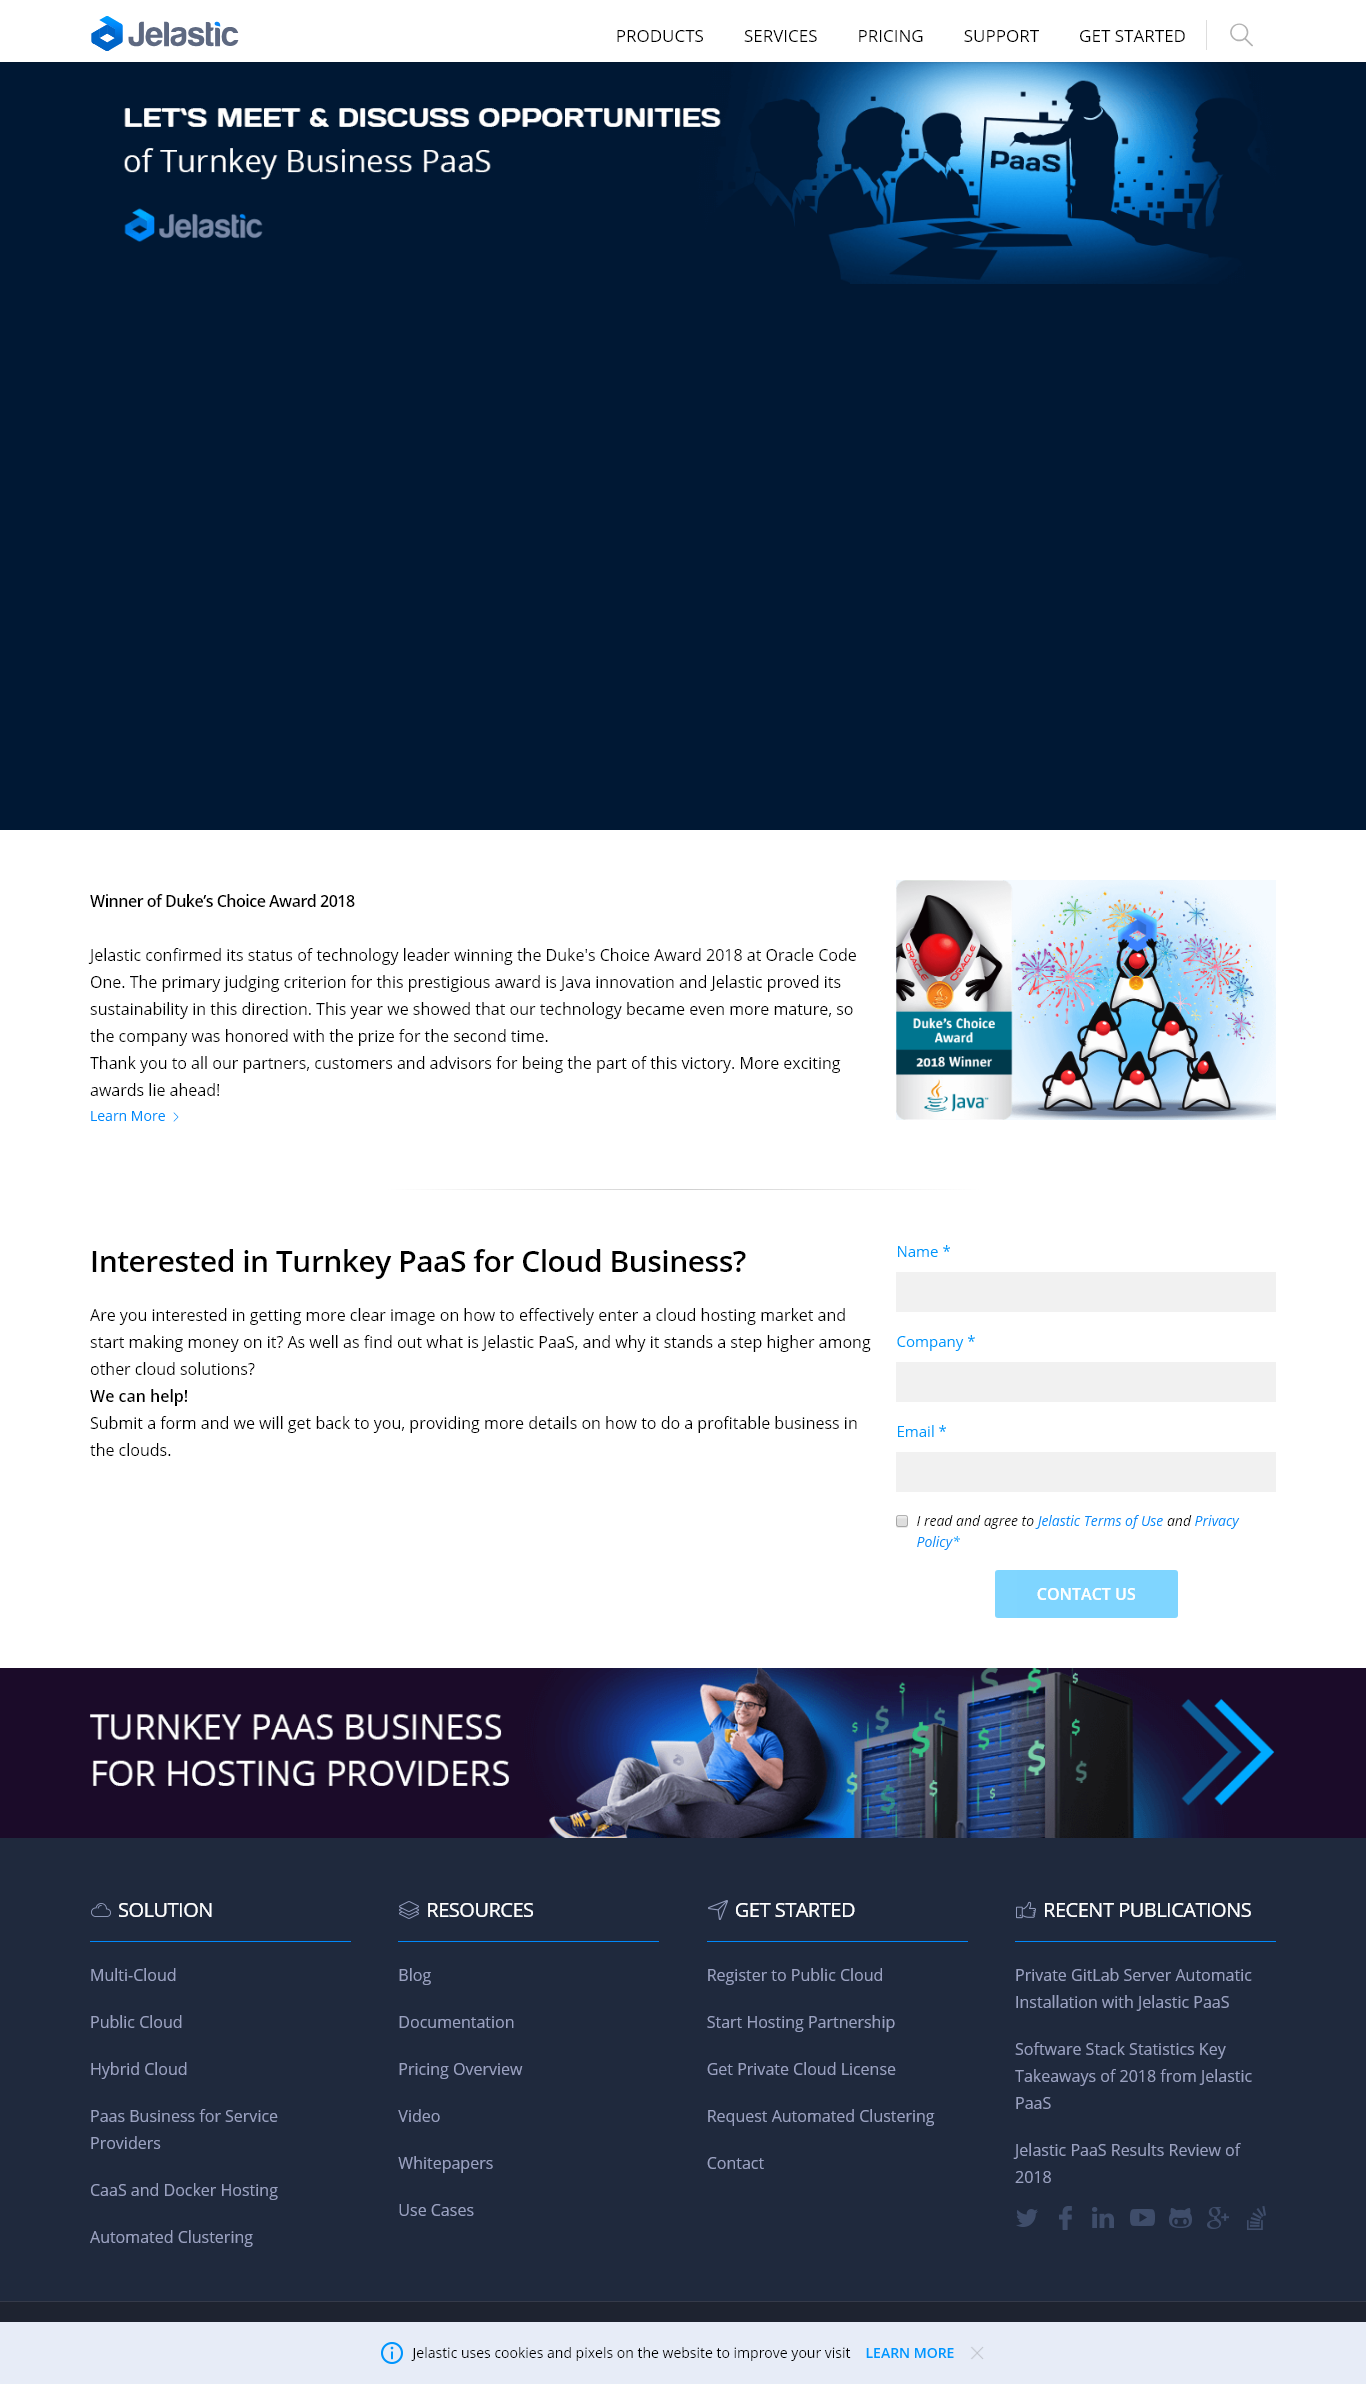 Jelastic
PRODUCTS
SERVICES
PRICING
SUPPORT
GET STARTED
LET'S MEET & DISCUSS OPPORTUNITIES
of Turnkey Business PaaS
PaaS
Jelastic
Winner of Duke’s Choice Award 2018
Jelastic confirmed its status of technology leader winning the Duke's Choice Award 2018 at Oracle Code
One. The primary judging criterion for this prestigious award is Java innovation and Jelastic proved its
sustainability in this direction. This year we showed that our technology became even more mature, so
the company was honored with the prize for the second time.
Thank you to all our partners, customers and advisors for being the part of this victory. More exciting
awards lie ahead!
Learn More
ORACLE ORACLE
Duke's Choice
Award
2018 Winner
Java™
Interested in Turnkey PaaS for Cloud Business?
Are you interested in getting more clear image on how to effectively enter a cloud hosting market and
start making money on it? As well as find out what is Jelastic PaaS, and why it stands a step higher among
other cloud solutions?
We can help!
Submit a form and we will get back to you, providing more details on how to do a profitable business in
the clouds.
Name *
Company *
Email *
I read and agree to Jelastic Terms of Use and Privacy
Policy*
CONTACT US
TURNKEY PAAS BUSINESS
FOR HOSTING PROVIDERS
SOLUTION
Multi-Cloud
Public Cloud
Hybrid Cloud
Paas Business for Service
Providers
CaaS and Docker Hosting
Automated Clustering
RESOURCES
Blog
Documentation
Pricing Overview
Video
Whitepapers
Use Cases
GET STARTED
Register to Public Cloud
Start Hosting Partnership
Get Private Cloud License
Request Automated Clustering
Contact
RECENT PUBLICATIONS
Private GitLab Server Automatic
Installation with Jelastic PaaS
Software Stack Statistics Key
Takeaways of 2018 from Jelastic
PaaS
Jelastic PaaS Results Review of
2018
Jelastic uses cookies and pixels on the website to improve your visit LEARN MORE